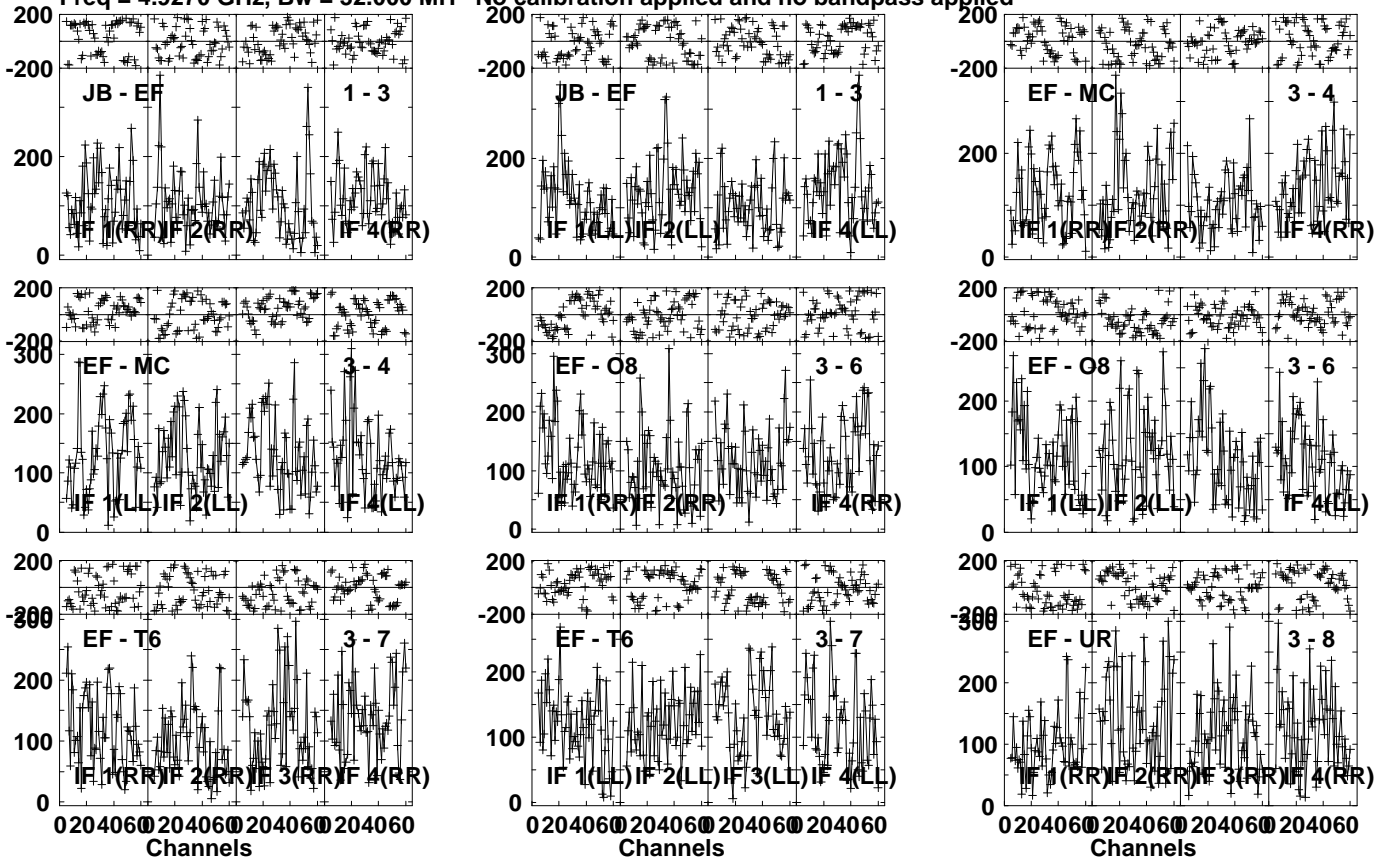 Freq = 4.9270 GHz, Bw = 32.000 MH No calibration applied and no bandpass applied
200 200 200
-200 -200 -200
JB - EF 1 - 3 JB - EF 1 - 3 EF - MC 3 - 4
200 200 200
IF 1(RR) IF 2(RR) IF 4(RR) IF 1(LL) IF 2(LL) IF 4(LL) IF 1(RR) IF 2(RR) IF 4(RR)
0 0 0
200 200 200
-200 -200 -200
300 300
EF - MC 3 - 4 EF - O8 3 - 6 EF - O8 3 - 6
200 200 200
100 100 100
IF 1(LL) IF 2(LL) IF 4(LL) IF 1(RR) IF 2(RR) IF 4(RR) IF 1(LL) IF 2(LL) IF 4(LL)
0 0 0
200 200 200
-200 -200 -200
300 300
EF - T6 3 - 7 EF - T6 3 - 7 EF - UR 3 - 8
200 200 200
100 100 100
IF 1(RR) IF 2(RR) IF 3(RR) IF 4(RR) IF 1(LL) IF 2(LL) IF 3(LL) IF 4(LL) IF 1(RR) IF 2(RR) IF 3(RR) IF 4(RR)
0 0 0
0 20 40 60 0 20 40 60 0 20 40 60 0 20 40 60 0 20 40 60 0 20 40 60 0 20 40 60 0 20 40 60 0 20 40 60 0 20 40 60 0 20 40 60 0 20 40 60
Channels Channels Channels